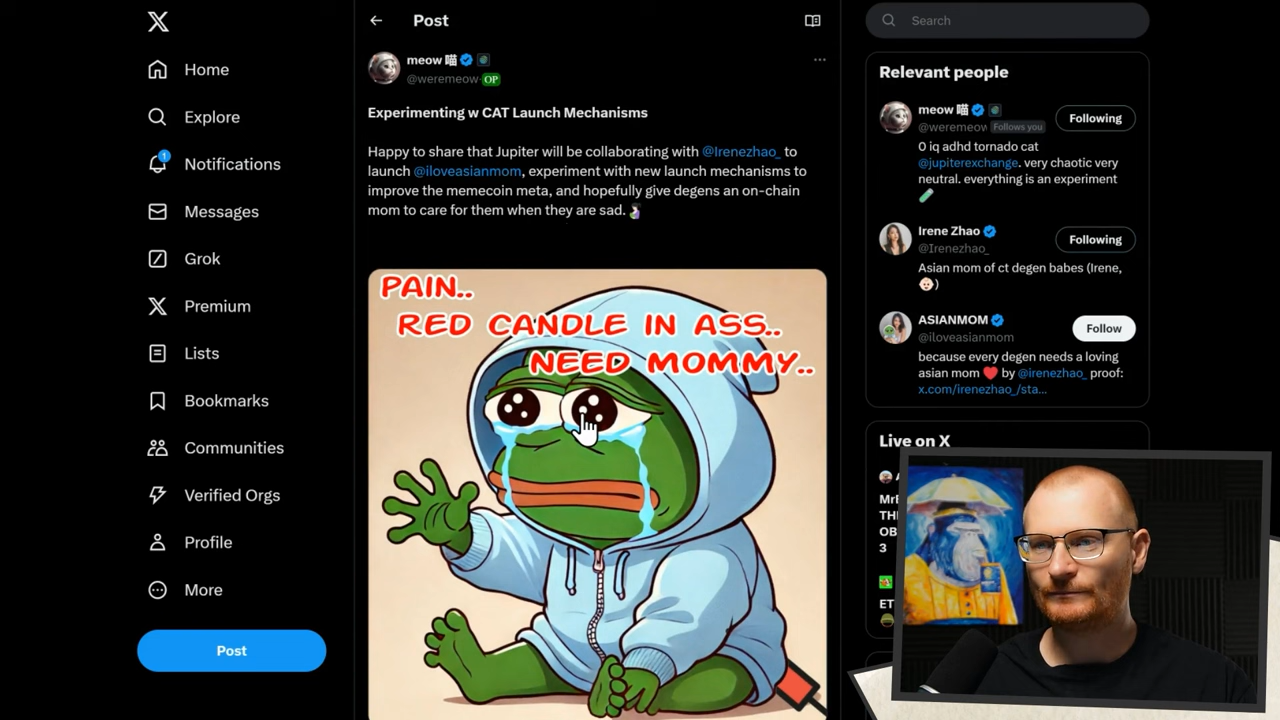 Home
Explore
1
Notifications
Messages
Grok
Premium
Lists
Bookmarks
Communities
Verified Orgs
Profile
More
Post
Post
meow 喵
@weremeow OP
Experimenting w CAT Launch Mechanisms
Happy to share that Jupiter will be collaborating with @Irenezhao_ to
launch @iloveasianmom, experiment with new launch mechanisms to
improve the memecoin meta, and hopefully give degens an on-chain
mom to care for them when they are sad.
PAIN..
RED CANDLE IN ASS..
NEED MOMMY..
Search
Relevant people
meow 喵
@weremeow Follows you
Following
0 iq adhd tornado cat
@jupiterexchange. very chaotic very
neutral. everything is an experiment
Irene Zhao
@Irenezhao_
Following
Asian mom of ct degen babes (Irene,
)
ASIANMOM
@iloveasianmom
Follow
because every degen needs a loving
asian mom ❤️ by @irenezhao_ proof:
x.com/irenezhao_/sta...
Live on X